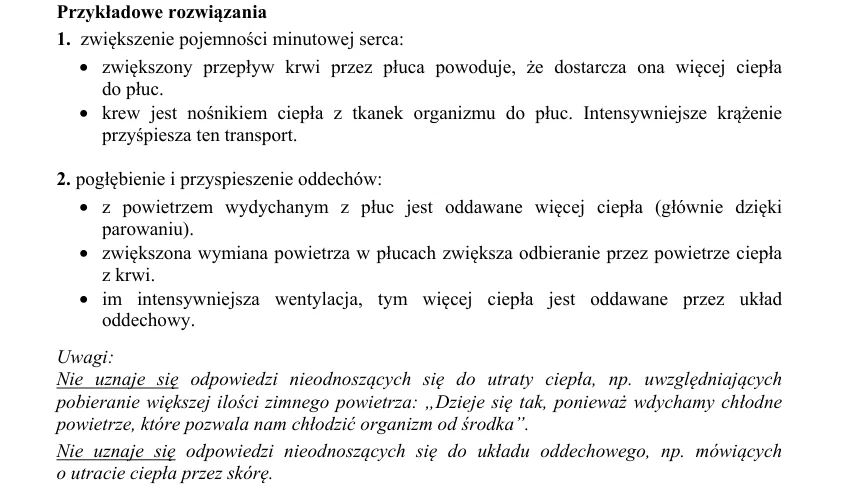 Przykładowe rozwiązania
1. zwiększenie pojemności minutowej serca:
• zwiększony przepływ krwi przez płuca powoduje, że dostarcza ona więcej ciepła
do płuc.
• krew jest nośnikiem ciepła z tkanek organizmu do płuc. Intensywniejsze krążenie
przyśpiesza ten transport.
2. pogłębienie i przyspieszenie oddechów:
• z powietrzem wydychanym z płuc jest oddawane więcej ciepła (głównie dzięki
parowaniu).
• zwiększona wymiana powietrza w płucach zwiększa odbieranie przez powietrze ciepła
z krwi.
• im intensywniejsza wentylacja, tym więcej ciepła jest oddawane przez układ
oddechowy.
Uwagi:
Nie uznaje się odpowiedzi nieodnoszących się do utraty ciepła, np. uwzględniających
pobieranie większej ilości zimnego powietrza: „Dzieje się tak, ponieważ wdychamy chłodne
powietrze, które pozwala nam chłodzić organizm od środka”.
Nie uznaje się odpowiedzi nieodnoszących się do układu oddechowego, np. mówiących
o utracie ciepła przez skórę.